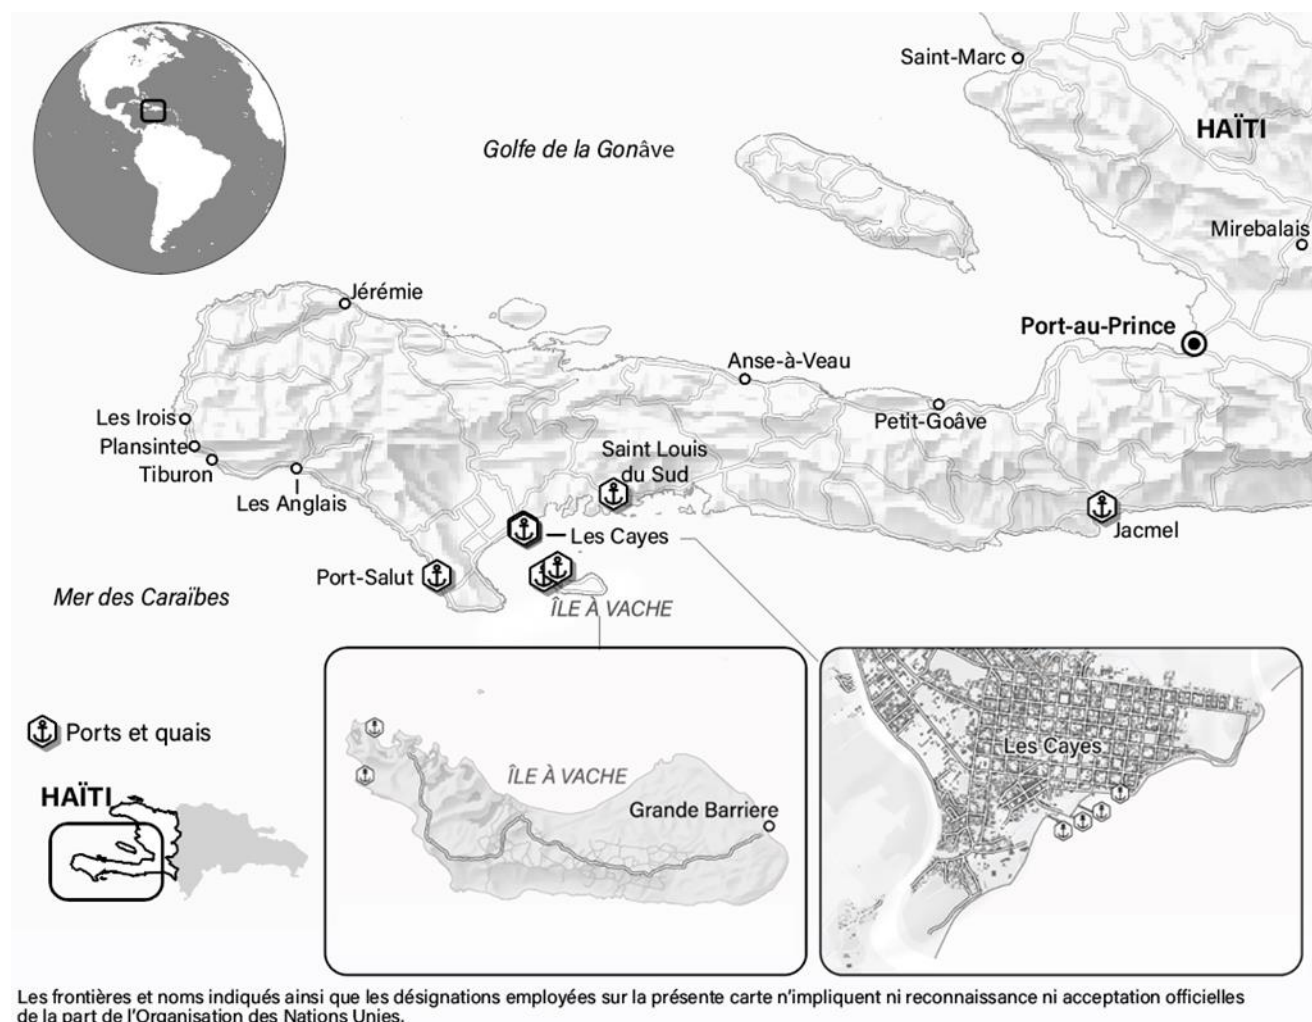 Saint-Marc
HAÏTI
Golfe de la Gonâve
Mirebalais
Jérémie
Port-au-Prince
Anse-à-Veau
Les Irois
Petit-Goâve
Plansinte
Saint Louis
du Sud
Tiburon
Les Anglais
Jacmel
Les Cayes
Port-Salut
Mer des Caraïbes
ÎLE À VACHE
Ports et quais
Les Cayes
ÎLE À VACHE
HAÏTI
Grande Barriere
Les frontières et noms indiqués ainsi que les désignations employées sur la présente carte n'impliquent ni reconnaissance ni acceptation officielles
de la part de l'Organisation des Nations Unies.